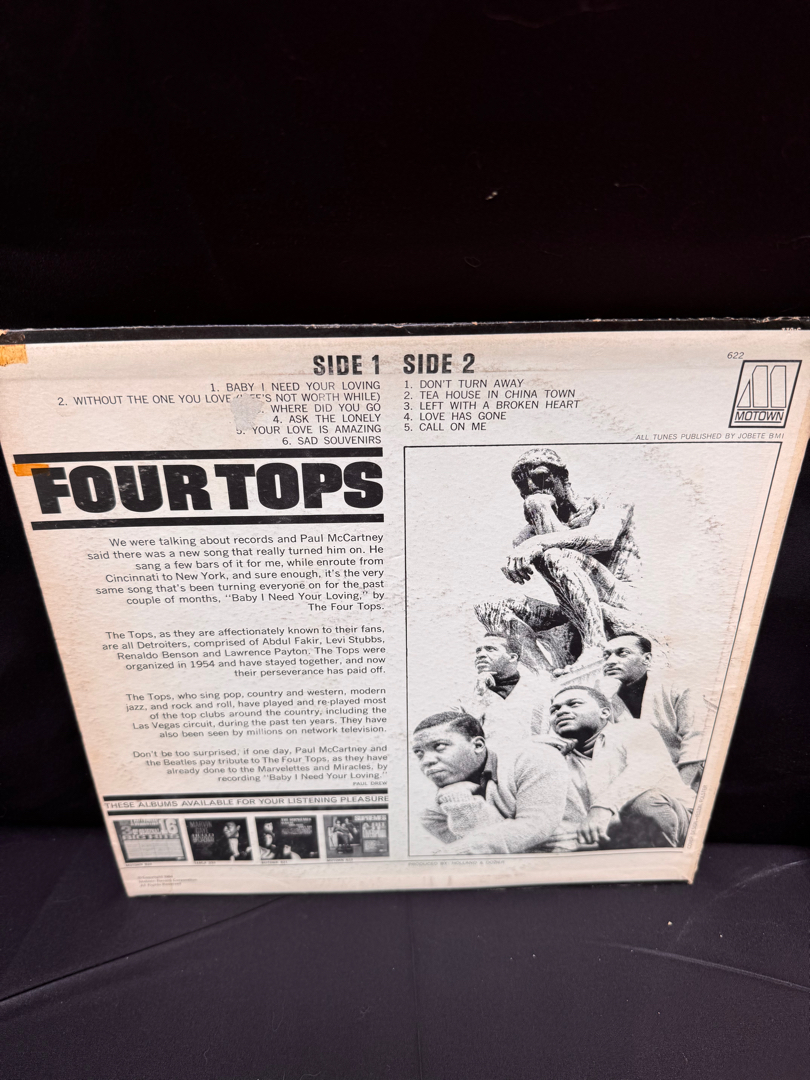 SIDE 1
1. BABY I NEED YOUR LOVING
2. WITHOUT THE ONE YOU LOVE NOT WORTH WHILE)
WHERE DID YOU GO
4. ASK THE LONELY
5. YOUR LOVE IS AMAZING
6. SAD SOUVENIRS
SIDE 2
1. DON'T TURN AWAY
2. TEA HOUSE IN CHINA TOWN
3. LEFT WITH A BROKEN HEART
4. LOVE HAS GONE
5. CALL ON ME
622
MOTOWN
ALL TUNES PUBLISHED BY JOBETE BMI
FOUR TOPS
We were talking about records and Paul McCartney
said there was a new song that really turned him on. He
sang a few bars of it for me, while enroute from
Cincinnati to New York, and sure enough, it's the very
same song that's been turning everyone on for the past
couple of months, "Baby I Need Your Loving," by
The Four Tops.
The Tops, as they are affectionately known to their fans,
are all Detroiters, comprised of Abdul Fakir, Levi Stubbs,
Renaldo Benson and Lawrence Payton. The Tops were
organized in 1954 and have stayed together, and now
their perseverance has paid off.
The Tops, who sing pop, country and western, modern
jazz, and rock and roll, have played and re-played most
of the top clubs around the country, including the
Las Vegas circuit, during the past ten years. They have
also been seen by millions on network television.
Don't be too surprised, if one day, Paul McCartney and
the Beatles pay tribute to The Four Tops, as they have
already done to the Marvelettes and Miracles, by
recording "Baby I Need Your Loving."
PAUL DREW
THESE ALBUMS AVAILABLE FOR YOUR LISTENING PLEASURE
16
PRODUCED BY: HOLLAND & DOZIER